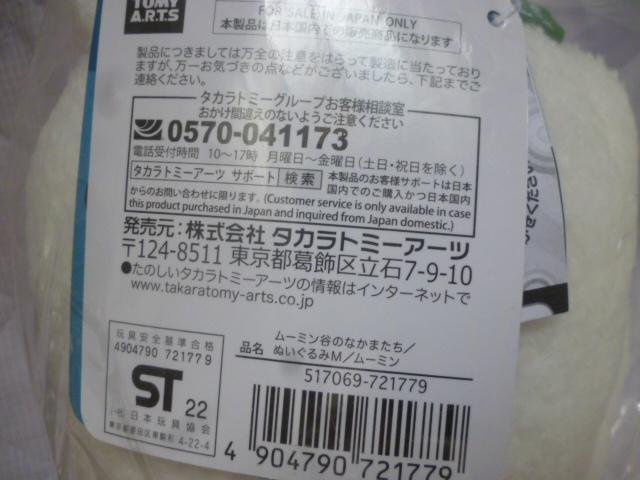 TOMY
A.R.T.S
FOR SALE IN JAPAN ONLY
本製品は日本国内での販売商品になります
製品につきましては万全の注意をはらって製造に当たっており
ますが、万一お気づきの点などがございましたら、下記までご
連絡ください。
タカラトミーグループお客様相談室
おかけ間違えのないようご注意ください
0570-041173
電話受付時間 10〜17時 月曜日〜金曜日(土日・祝日を除く)
タカラトミーアーツ サポート 検索
本製品のお客様サポートは日本
国内でのご購入かつ日本国内
からのお問い合わせに限ります。(Customer service is only available in case
this product purchased in Japan and inquired from Japan domestic.)
発売元:株式会社 タカラトミーアーツ
〒124-8511 東京都葛飾区立石7-9-10
●たのしいタカラトミーアーツの情報はインターネットで
www.takaratomy-arts.co.jp
玩具安全基準合格
4904790 721779
ST 22
(一社)日本玩具協会
東京都墨田区東駒形 4-22-4
品名
ムーミン谷のなかまたち/
ぬいぐるみM/ムーミン
517069-721779
4 904790 721779